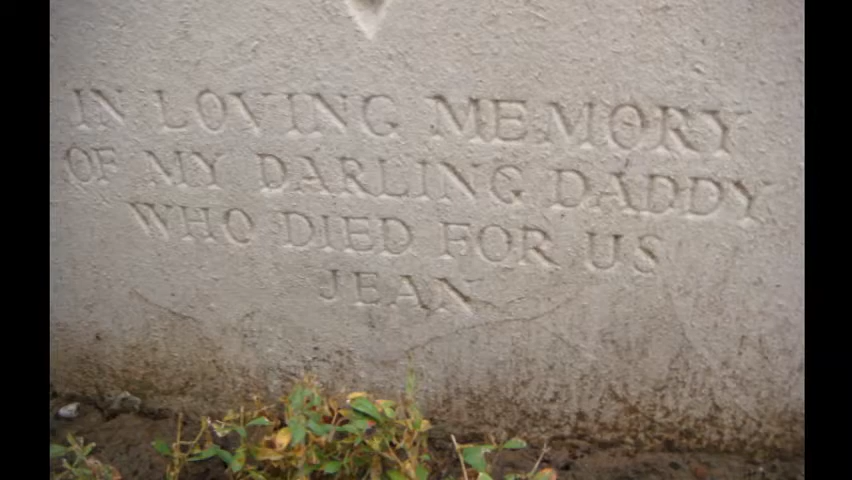 IN LOVING MEMORY
OF MY DARLING DADDY
WHO DIED FOR US
JEAN